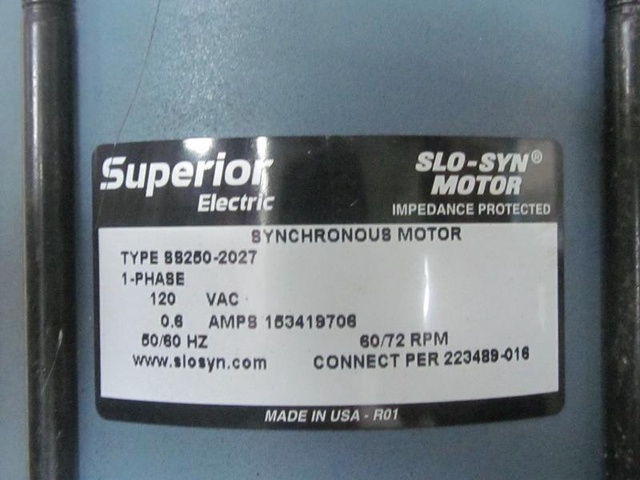 Superior
Electric
SLO-SYN®
MOTOR
IMPEDANCE PROTECTED
SYNCHRONOUS MOTOR
TYPE SS250-2027
1-PHASE
120 VAC
0.6 AMPS 153419706
50/60 HZ 60/72 RPM
www.slosyn.com CONNECT PER 223489-016
MADE IN USA - R01